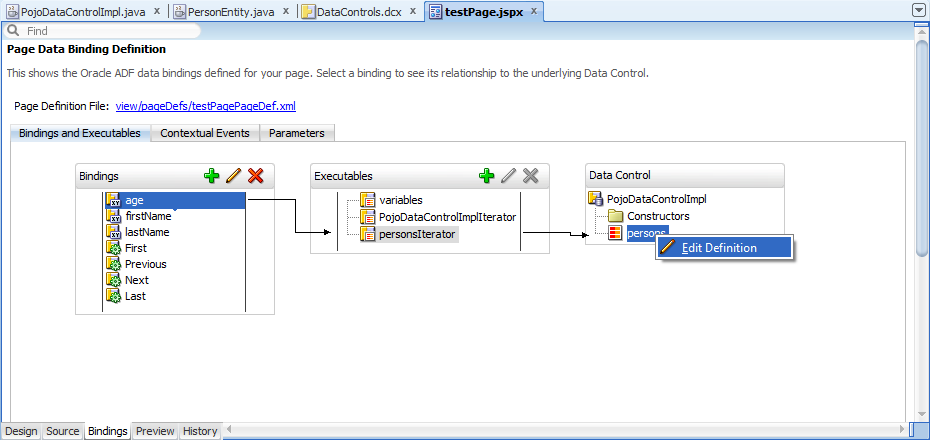 PojoDataControlImpl.java x PersonEntity.java x DataControls.dcx x testPage.jspx x
Find
Page Data Binding Definition
This shows the Oracle ADF data bindings defined for your page. Select a binding to see its relationship to the underlying Data Control.
Page Definition File: view/pageDefs/testPagePageDef.xml
Bindings and Executables Contextual Events Parameters
Bindings
age
firstName
lastName
First
Previous
Next
Last
Executables
variables
PojoDataControlImplIterator
personsIterator
Data Control
PojoDataControlImpl
Constructors
persons
Edit Definition
Design Source Bindings Preview History